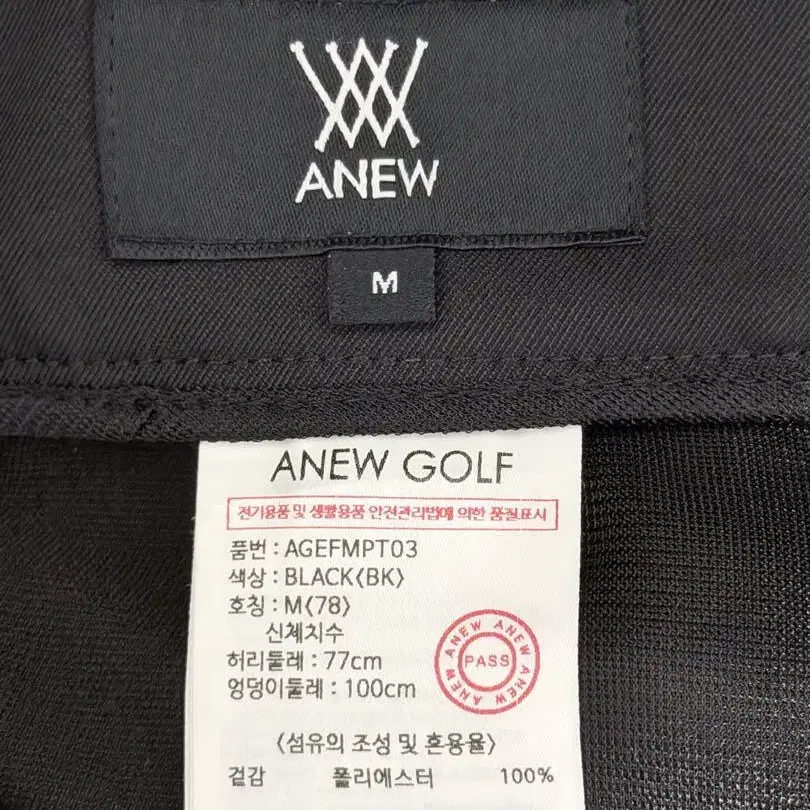 ANEW
M
ANEW GOLF
전기용품 및 생활용품 안전관리법에 의한 품질표시
품번 : AGEFMPT03
색상 : BLACK<BK>
호칭 : M<78>
신체치수
허리둘레 : 77cm
엉덩이둘레 : 100cm
ANEW ANEW ANEW ANEW
PASS
<섬유의 조성 및 혼용율>
겉감 폴리에스터 100%